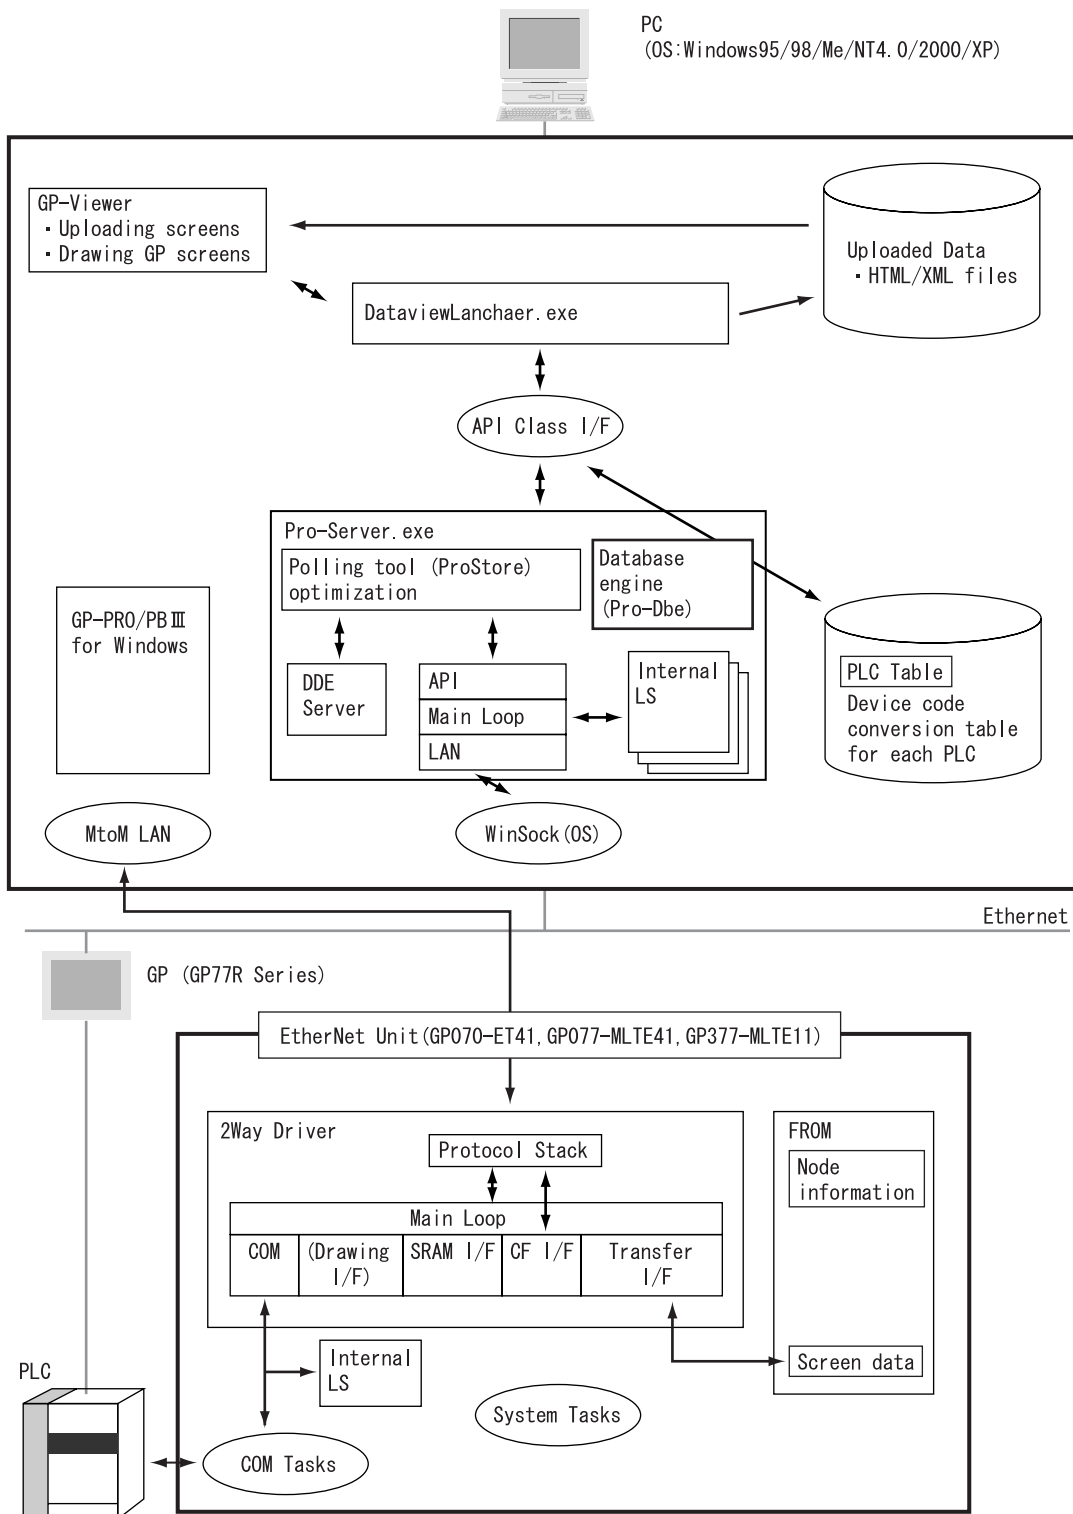 PC
(OS:Windows95/98/Me/NT4.0/2000/XP)
GP-Viewer
・Uploading screens
・Drawing GP screens
Uploaded Data
・HTML/XML files
DataviewLanchaer.exe
API Class I/F
Pro-Server.exe
Polling tool (ProStore)
optimization
Database
engine
(Pro-Dbe)
GP-PRO/PBⅢ
for Windows
DDE
Server
API
Main Loop
LAN
Internal
LS
PLC Table
Device code
conversion table
for each PLC
MtoM LAN
WinSock(OS)
Ethernet
GP (GP77R Series)
EtherNet Unit(GP070-ET41,GP077-MLTE41,GP377-MLTE11)
2Way Driver
Protocol Stack
Main Loop
COM
(Drawing
I/F)
SRAM I/F
CF I/F
Transfer
I/F
FROM
Node
information
Screen data
Internal
LS
System Tasks
PLC
COM Tasks